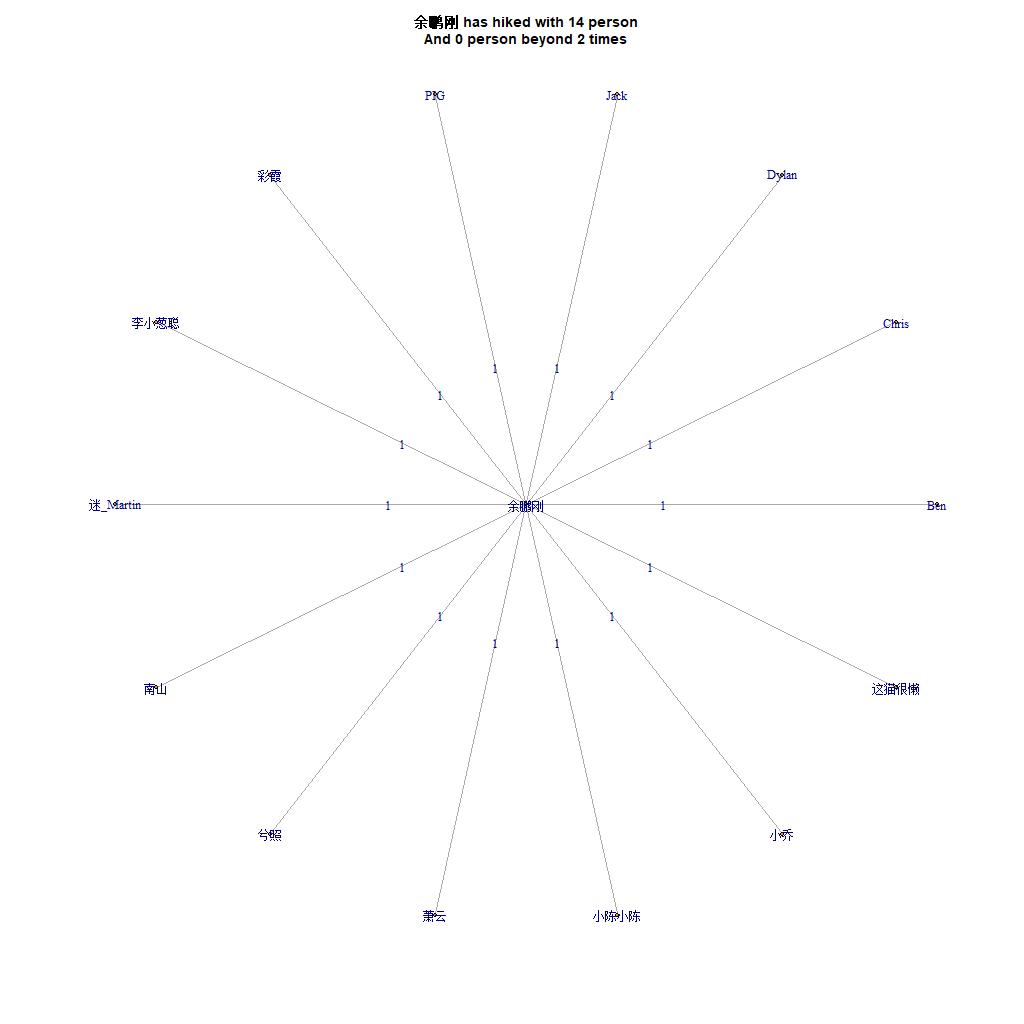 余鹏刚 has hiked with 14 person
And 0 person beyond 2 times
PIG
Jack
彩霞
Dylan
李小葱聪
Chris
1
1
1
1
1
1
迷_Martin
1
余鹏刚
1
Ben
1
1
1
1
1
1
南山
这猫很懒
兮照
小乔
萧云
小陈小陈